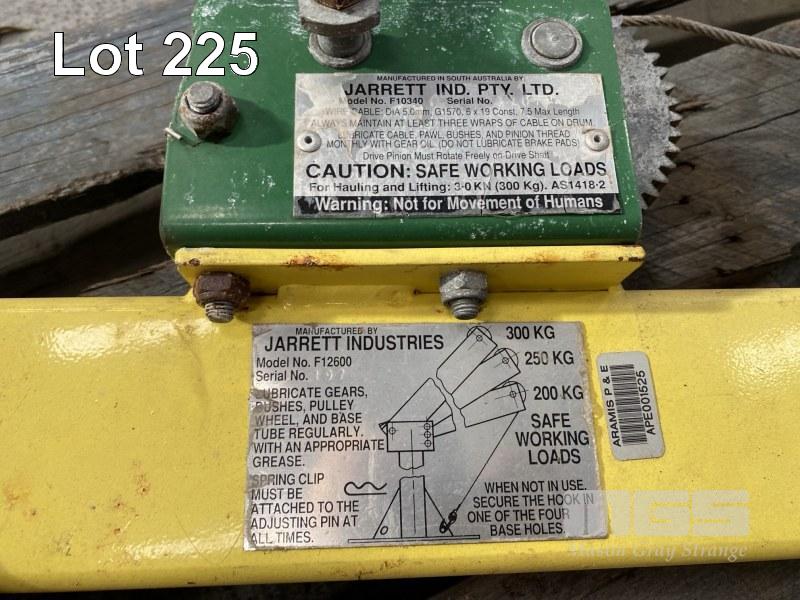 Lot 225
MANUFACTURED IN SOUTH AUSTRALIA BY:
JARRETT IND. PTY. LTD.
Model No. F10340 Serial No.
WIRE CABLE: DIA 5.0mm, G1570, 6 x 19 Const. 7.5 Max Length
ALWAYS MAINTAIN AT LEAST THREE WRAPS OF CABLE ON DRUM
LUBRICATE CABLE, PAWL, BUSHES, AND PINION THREAD
MONTHLY WITH GEAR OIL. (DO NOT LUBRICATE BRAKE PADS)
Drive Pinion Must Rotate Freely on Drive Shaft
CAUTION: SAFE WORKING LOADS
For Hauling and Lifting: 3·0 KN (300 Kg). AS1418·2
Warning: Not for Movement of Humans
MANUFACTURED BY
JARRETT INDUSTRIES
Model No. F12600
Serial No.
LUBRICATE GEARS,
BUSHES, PULLEY
WHEEL, AND BASE
TUBE REGULARLY.
WITH AN APPROPRIATE
GREASE.
SPRING CLIP
MUST BE
ATTACHED TO THE
ADJUSTING PIN AT
ALL TIMES.
300 KG
250 KG
200 KG
SAFE
WORKING
LOADS
WHEN NOT IN USE.
SECURE THE HOOK IN
ONE OF THE FOUR
BASE HOLES
ARAMIS P & E
APE001525
MGS
Mason Gray Strange